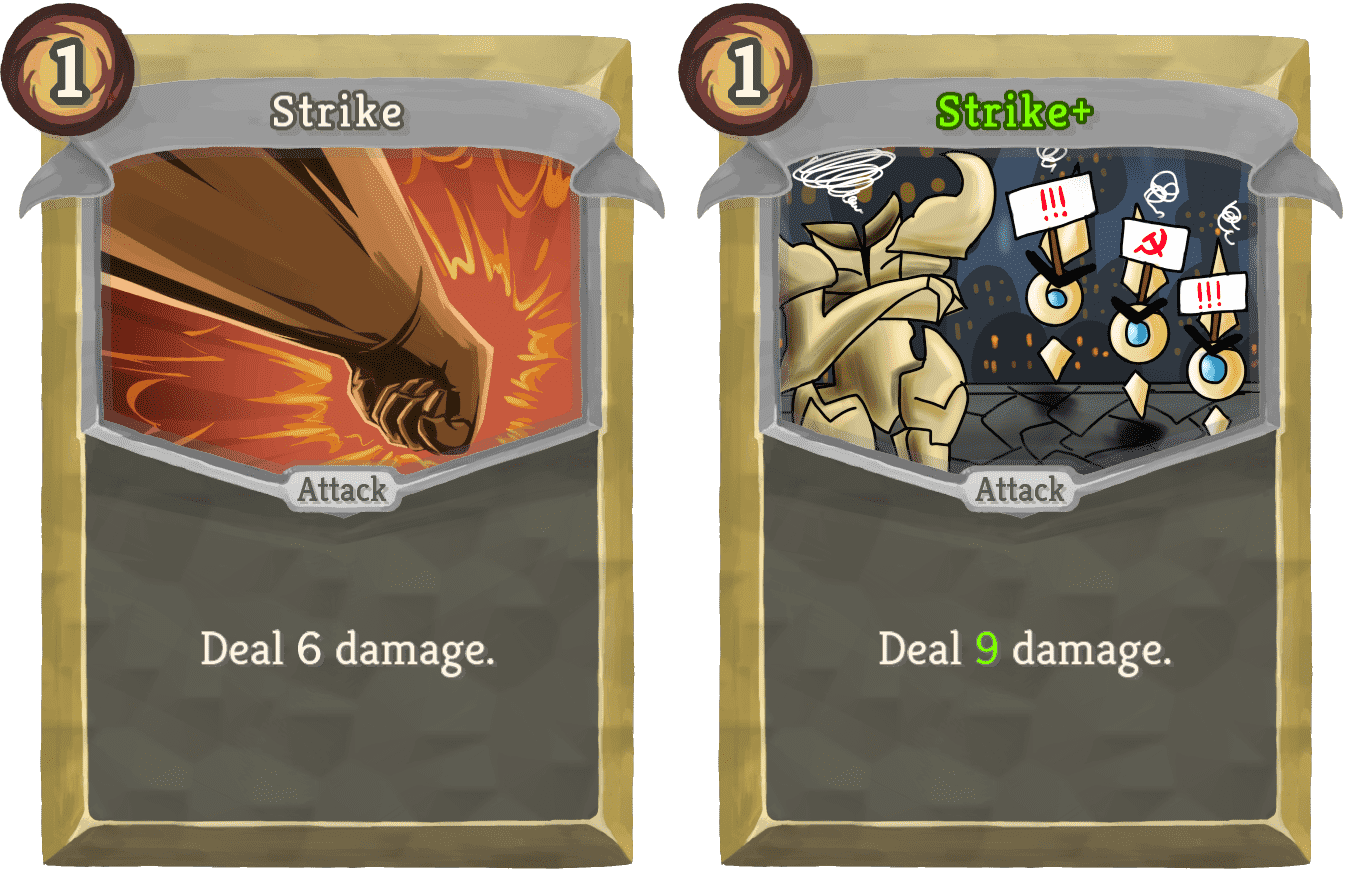 1
Strike
Attack
Deal 6 damage.
1
Strike+
!!!
!!!
Attack
Deal 9 damage.